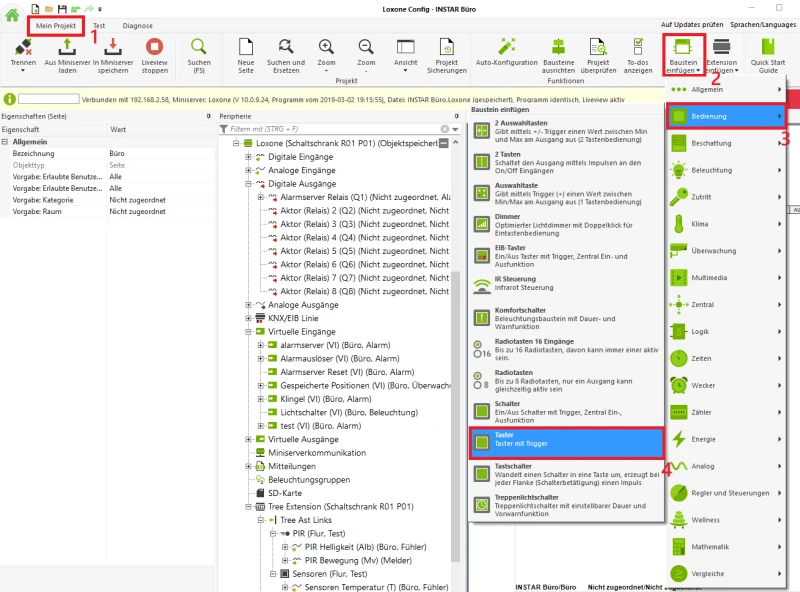 Loxone Config - INSTAR Büro
Mein Projekt
Test
Diagnose
Auf Updates prüfen
Sprachen/Languages
1
Trennen
Aus Miniserver laden
In Miniserver speichern
Liveview stoppen
Suchen (F5)
Neue Seite
Suchen und Ersetzen
Zoom
Zoom
Ansicht
Projekt Sicherungen
Auto-Konfiguration
Bausteine ausrichten
Projekt überprüfen
To-dos anzeigen
Baustein einfügen
Extension einfügen
Quick Start Guide
Projekt
Funktionen
2
Verbunden mit 192.168.2.58, Miniserver: Loxone (V 10.0.9.24, Programm vom 2019-03-02 19:15:55), Datei: INSTAR Büro.Loxone (gespeichert), Programm identisch, Liveview aktiv
Eigenschaften (Seite)
Eigenschaft
Wert
Allgemein
Bezeichnung
Büro
Objekttyp
Seite
Vorgabe: Erlaubte Benutze...
Alle
Vorgabe: Erlaubte Benutze...
Alle
Vorgabe: Kategorie
Nicht zugeordnet
Vorgabe: Raum
Nicht zugeordnet
Peripherie
Filtern mit (STRG + F)
Loxone (Schaltschrank R01 P01) (Objektspeicherl
Digitale Eingänge
Analoge Eingänge
Digitale Ausgänge
Alarmserver Relais (Q1) (Nicht zugeordnet, Ala
Aktor (Relais) 2 (Q2) (Nicht zugeordnet, Nicht
Aktor (Relais) 3 (Q3) (Nicht zugeordnet, Nicht
Aktor (Relais) 4 (Q4) (Nicht zugeordnet, Nicht
Aktor (Relais) 5 (Q5) (Nicht zugeordnet, Nicht
Aktor (Relais) 6 (Q6) (Nicht zugeordnet, Nicht
Aktor (Relais) 7 (Q7) (Nicht zugeordnet, Nicht
Aktor (Relais) 8 (Q8) (Nicht zugeordnet, Nicht
Analoge Ausgänge
KNX/EIB Linie
Virtuelle Eingänge
alarmserver (VI) (Büro, Alarm)
Alarmauslöser (VI) (Büro, Alarm)
Alarmserver Reset (VI) (Büro, Alarm)
Gespeicherte Positionen (VI) (Büro, Überwachu
Klingel (VI) (Büro, Alarm)
Lichtschalter (VI) (Büro, Beleuchtung)
test (VI) (Büro, Alarm)
Virtuelle Ausgänge
Miniserverkommunikation
Mitteilungen
Beleuchtungsgruppen
SD-Karte
Tree Extension (Schaltschrank R01 P01)
Tree Ast Links
PIR (Flur, Test)
PIR Helligkeit (Alb) (Büro, Fühler)
PIR Bewegung (Mv) (Melder)
Sensoren (Flur, Test)
Sensoren Temperatur (T) (Büro, Fühler)
Baustein einfügen
2 Auswahltasten
Gibt mittels +/- Trigger einen Wert zwischen Min
und Max am Ausgang aus (2 Tastenbedienung)
2 Tasten
Schaltet den Ausgang mittels Impulsen an den
On/Off Eingängen
Auswahltaste
Gibt mittels Trigger (+) einen Wert zwischen
Min/Max am Ausgang aus (1 Tastenbedienung)
Dimmer
Optimierter Lichtdimmer mit Doppelklick für
Eintastenbedienung
EIB-Taster
Ein/Aus Taster mit Trigger, Zentral Ein- und
Ausfunktion
IR Steuerung
Infrarot Steuerung
Komfortschalter
Beleuchtungsbaustein mit Dauer- und
Warnfunktion
Radiotasten 16 Eingänge
16
Bis zu 16 Radiotasten, davon kann immer einer aktiv
sein.
Radiotasten
8
Bis zu 8 Radiotasten, nur ein Ausgang kann
gleichzeitig aktiv sein
Schalter
Ein/Aus Schalter mit Trigger, Zentral Ein-,
Ausfunktion
Taster
Taster mit Trigger
4
Tastschalter
Wandelt einen Schalter in eine Taste um, erzeugt bei
jeder Flanke (Schalterbetätigung) einen Impuls
Treppenlichtschalter
Treppenlichtschalter mit einstellbarer Dauer und
Vorwarnfunktion
Allgemein
Bedienung
3
Beschattung
Beleuchtung
Zutritt
Klima
Überwachung
Multimedia
Zentral
Logik
Zeiten
Wecker
Zähler
Energie
Analog
Regler und Steuerungen
Wellness
Mathematik
Vergleiche
INSTAR Büro/Büro